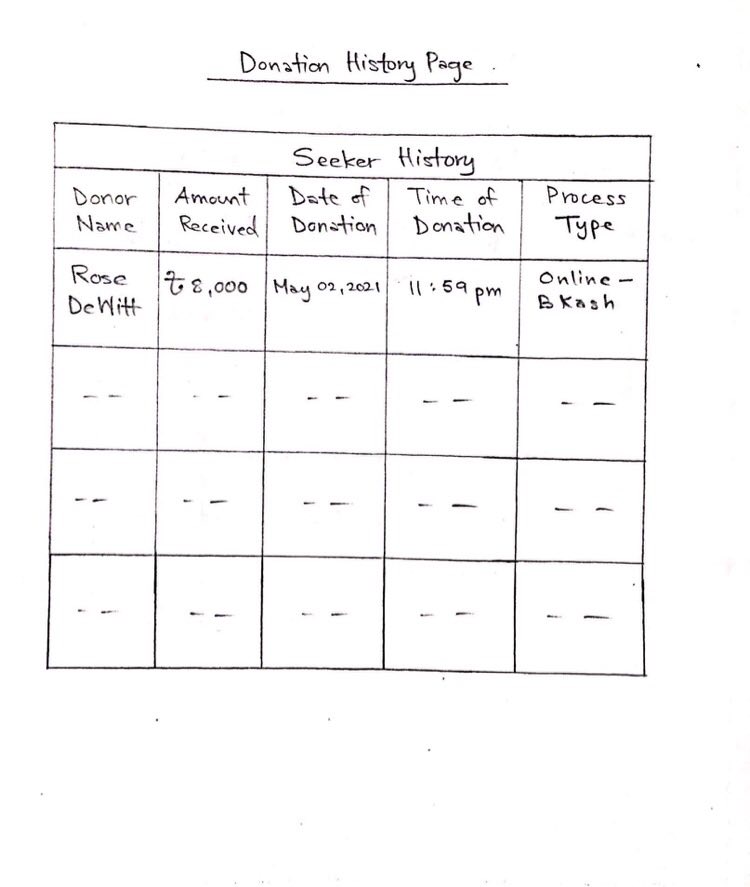 Donation History Page
Seeker History
Donor Name | Amount Received | Date of Donation | Time of Donation | Process Type
Rose DeWitt | ৳ 8,000 | May 02, 2021 | 11:59 pm | Online - Bkash
-- | -- | -- | -- | --
-- | -- | -- | -- | --
-- | -- | -- | -- | --